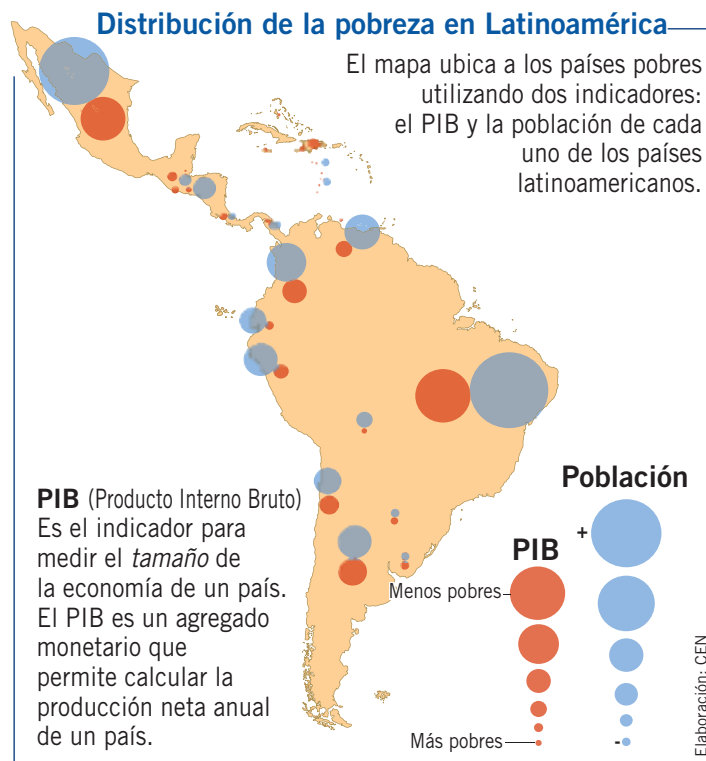 Distribución de la pobreza en Latinoamérica
El mapa ubica a los países pobres
utilizando dos indicadores:
el PIB y la población de cada
uno de los países
latinoamericanos.
PIB (Producto Interno Bruto)
Es el indicador para
medir el tamaño de
la economía de un país.
El PIB es un agregado
monetario que
permite calcular la
producción neta anual
de un país.
Población
+
-
PIB
Menos pobres
Más pobres
Elaboración: CEN